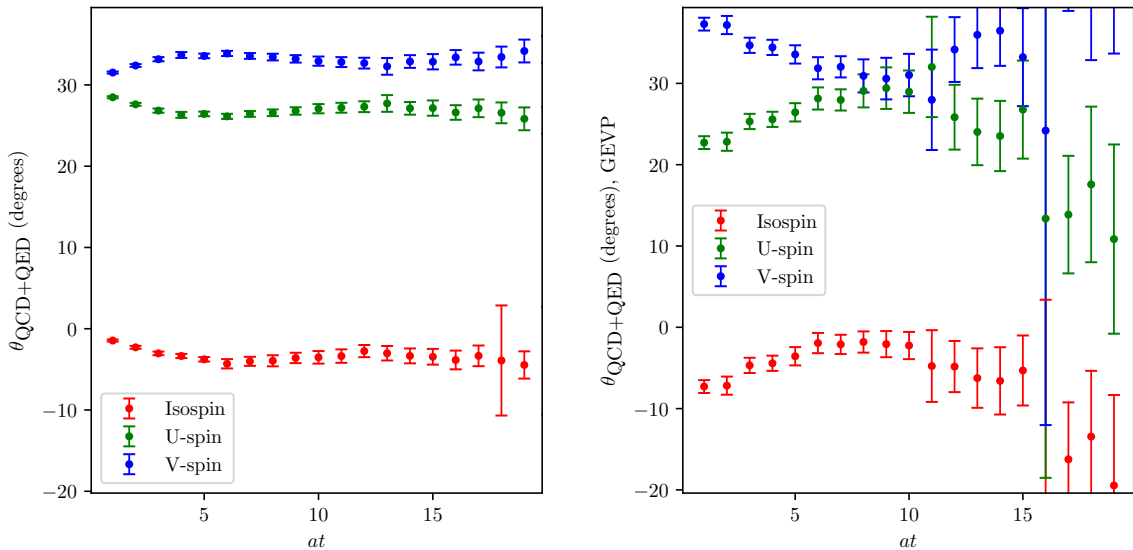 θQCD+QED (degrees)
30
20
10
0
−10
−20
Isospin
U-spin
V-spin
5
10
15
at
θQCD+QED (degrees), GEVP
30
20
10
0
−10
−20
Isospin
U-spin
V-spin
5
10
15
at